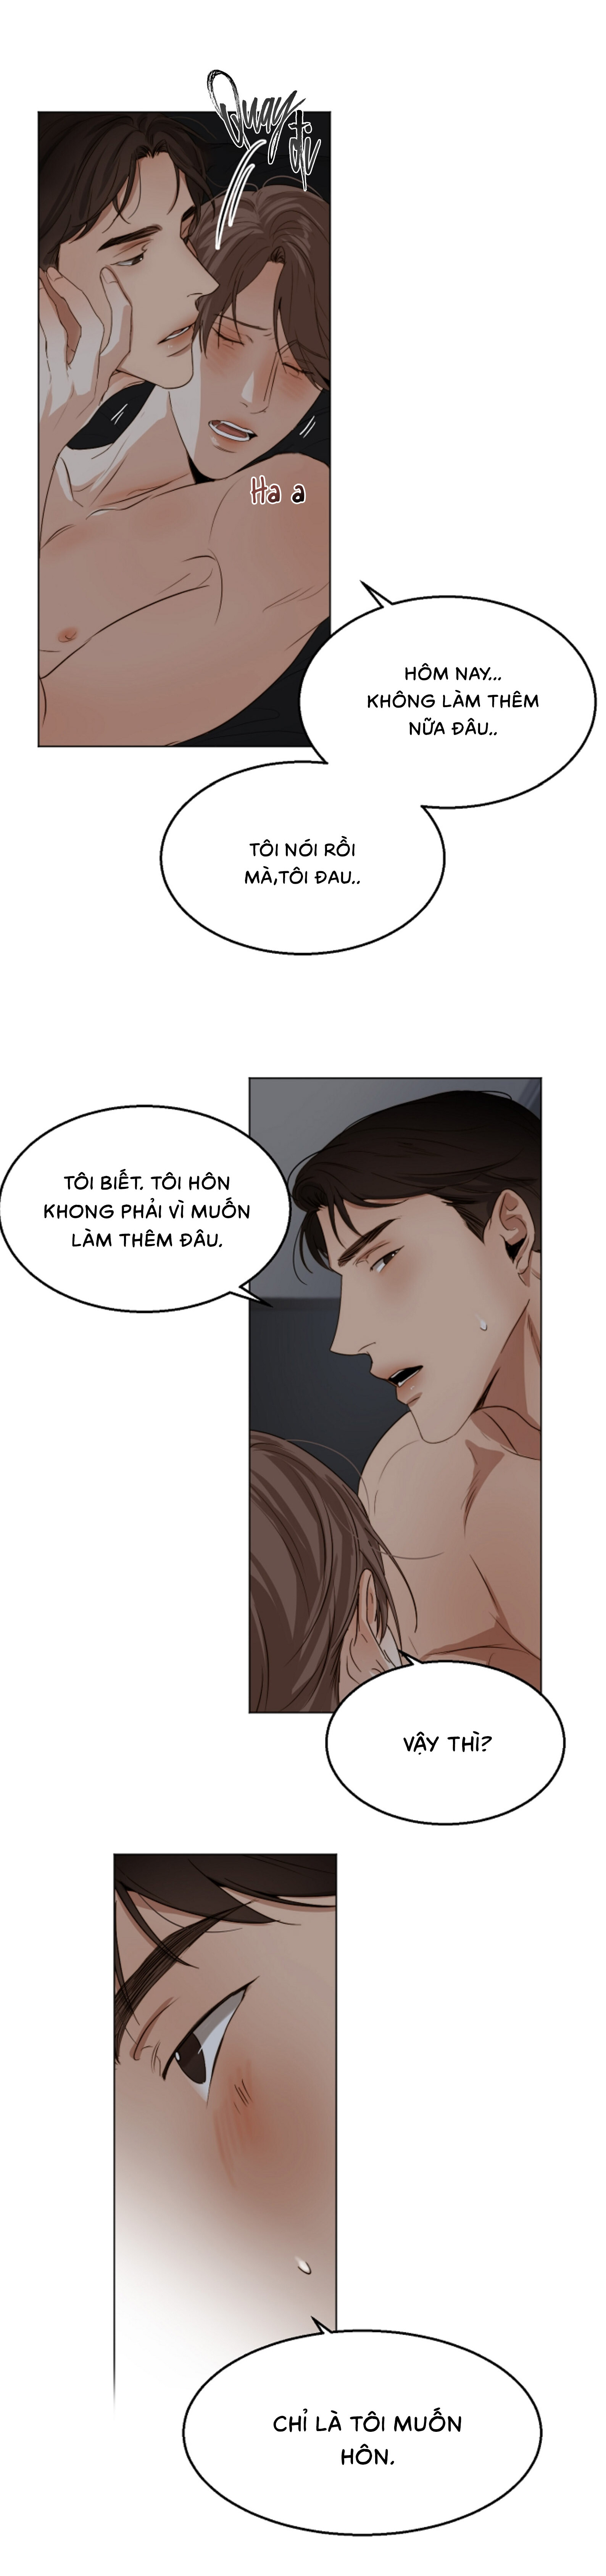 Quay
đi
Ha a
HÔM NAY...
KHÔNG LÀM THÊM
NỮA ĐÂU..
TÔI NÓI RỒI
MÀ,TÔI ĐAU..
TÔI BIẾT. TÔI HÔN
KHONG PHẢI VÌ MUỐN
LÀM THÊM ĐÂU.
VẬY THÌ?
CHỈ LÀ TÔI MUỐN
HÔN.